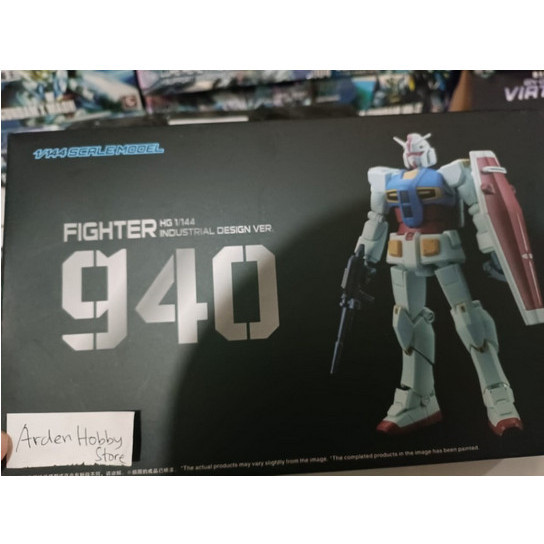 VIRT
1/144 SCALE MODEL
FIGHTER HG 1/144
INDUSTRIAL DESIGN VER.
940
Arden Hobby
Store
*The actual products may vary slightly from the image. *The completed products in the image has been painted.